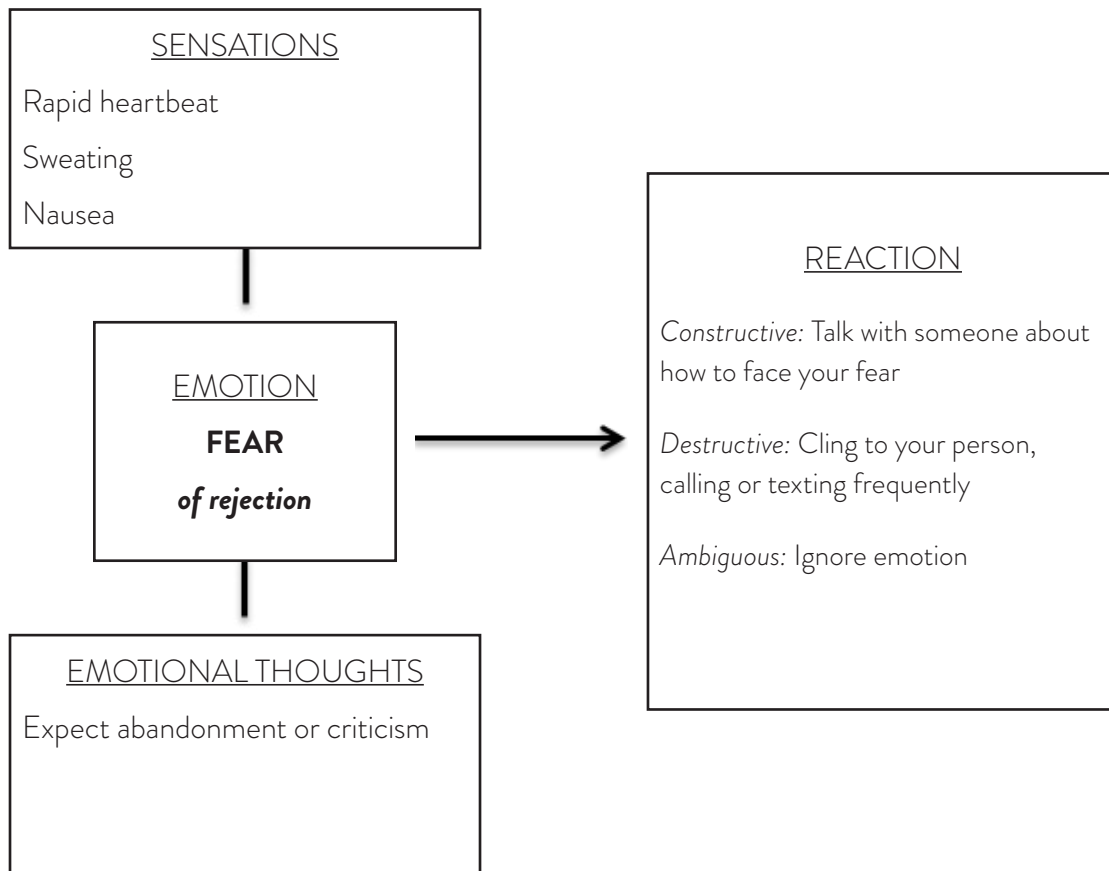 SENSATIONS
Rapid heartbeat
Sweating
Nausea
EMOTION
FEAR
of rejection
EMOTIONAL THOUGHTS
Expect abandonment or criticism
REACTION
Constructive: Talk with someone about
how to face your fear
Destructive: Cling to your person,
calling or texting frequently
Ambiguous: Ignore emotion